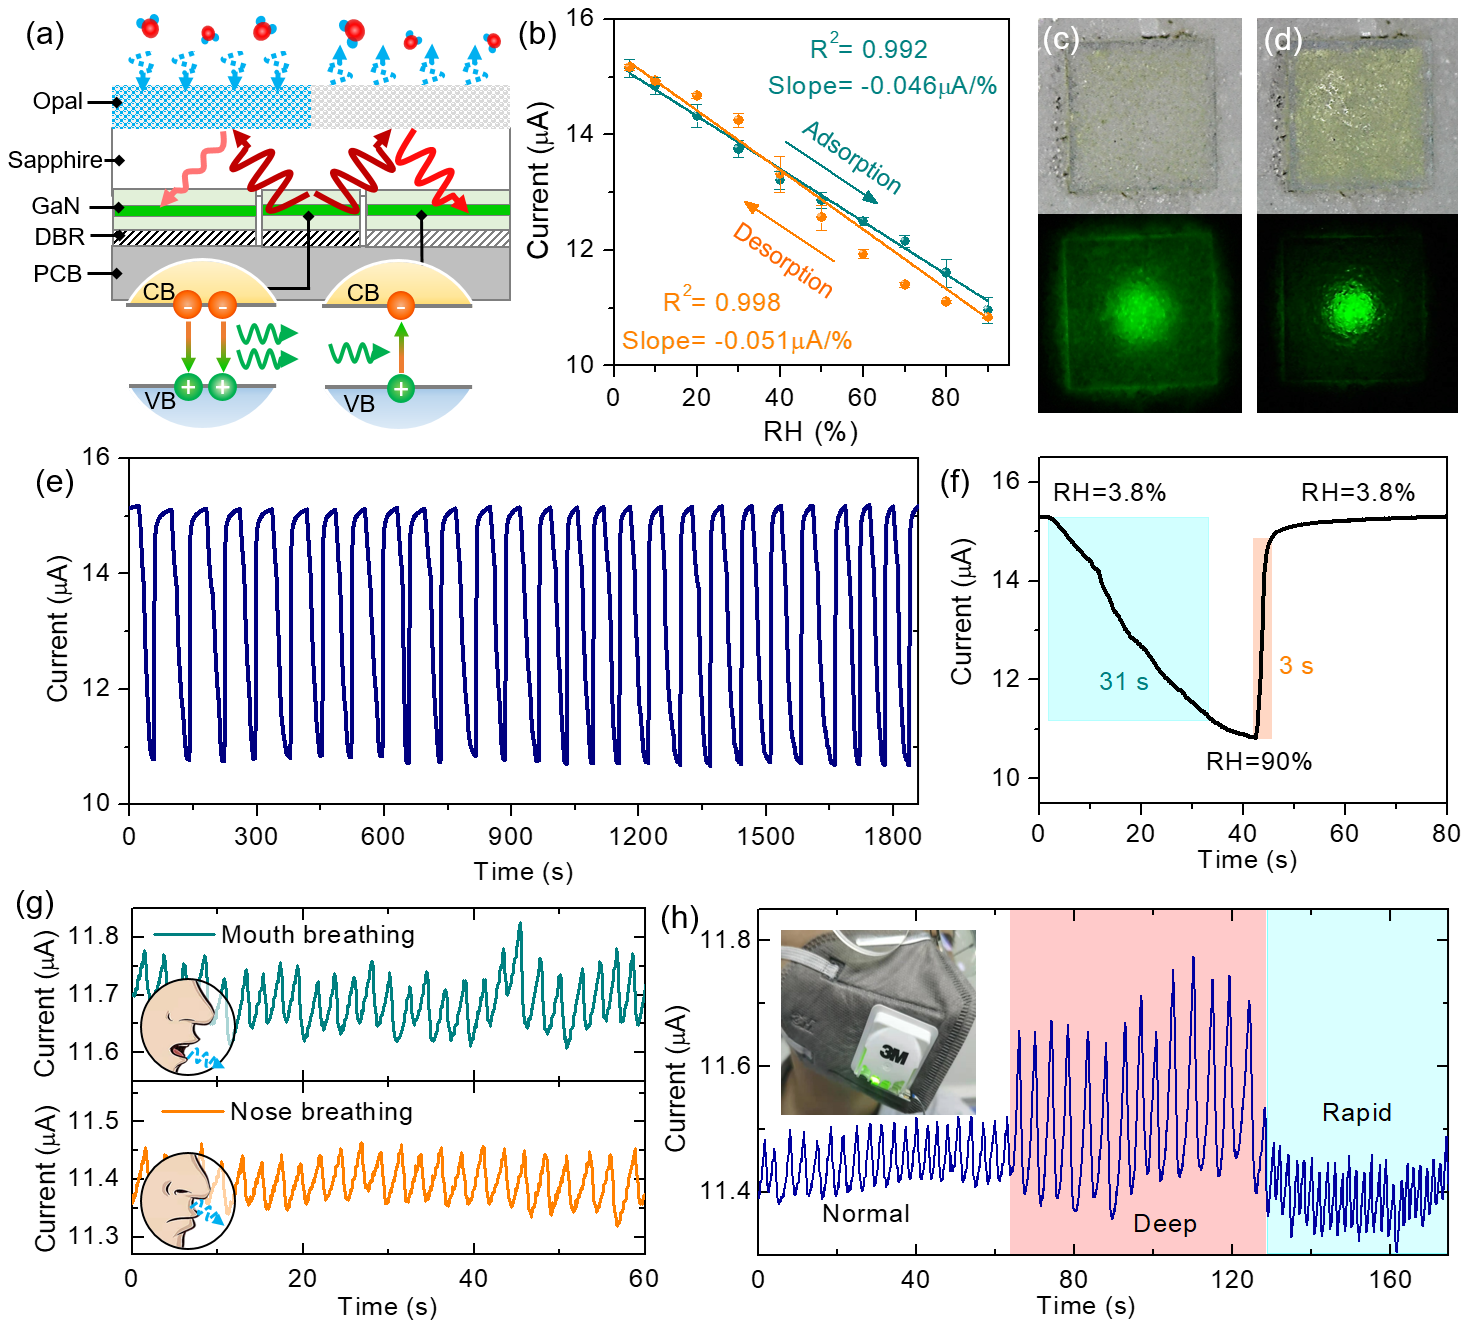 (a)
Opal
Sapphire
GaN
DBR
PCB
CB
CB
- - -
+ + +
VB
VB
(b)
Current (μA)
16
14
12
10
R2= 0.992
Slope= -0.046μA/%
Adsorption
Desorption
R2= 0.998
Slope= -0.051μA/%
0 20 40 60 80
RH (%)
(c)
(d)
(e)
Current (μA)
16
14
12
10
0 300 600 900 1200 1500 1800
Time (s)
(f)
Current (μA)
16
14
12
10
RH=3.8% RH=3.8%
31 s
3 s
RH=90%
0 20 40 60 80
Time (s)
(g)
Current (μA)
11.8
11.7
11.6
Mouth breathing
Current (μA)
11.5
11.4
11.3
Nose breathing
0 20 40 60
Time (s)
(h)
Current (μA)
11.8
11.6
11.4
3M
Normal
Deep
Rapid
0 40 80 120 160
Time (s)